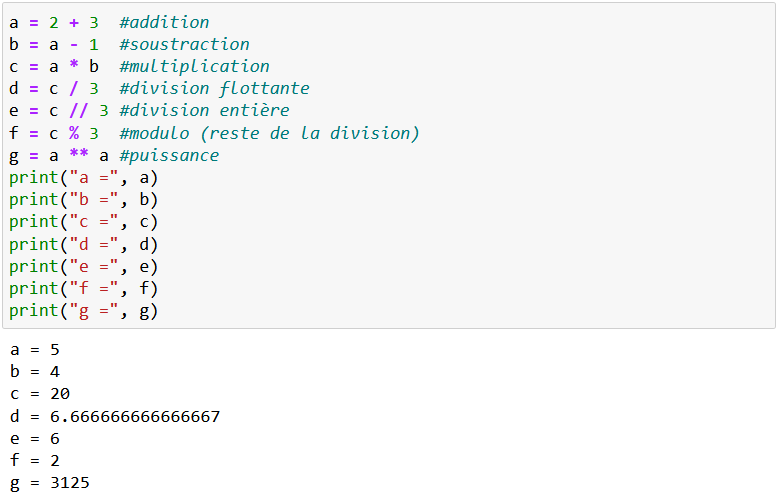 a = 2 + 3  #addition
b = a - 1  #soustraction
c = a * b  #multiplication
d = c / 3  #division flottante
e = c // 3 #division entière
f = c % 3  #modulo (reste de la division)
g = a ** a #puissance
print("a =", a)
print("b =", b)
print("c =", c)
print("d =", d)
print("e =", e)
print("f =", f)
print("g =", g)
a = 5
b = 4
c = 20
d = 6.666666666666667
e = 6
f = 2
g = 3125